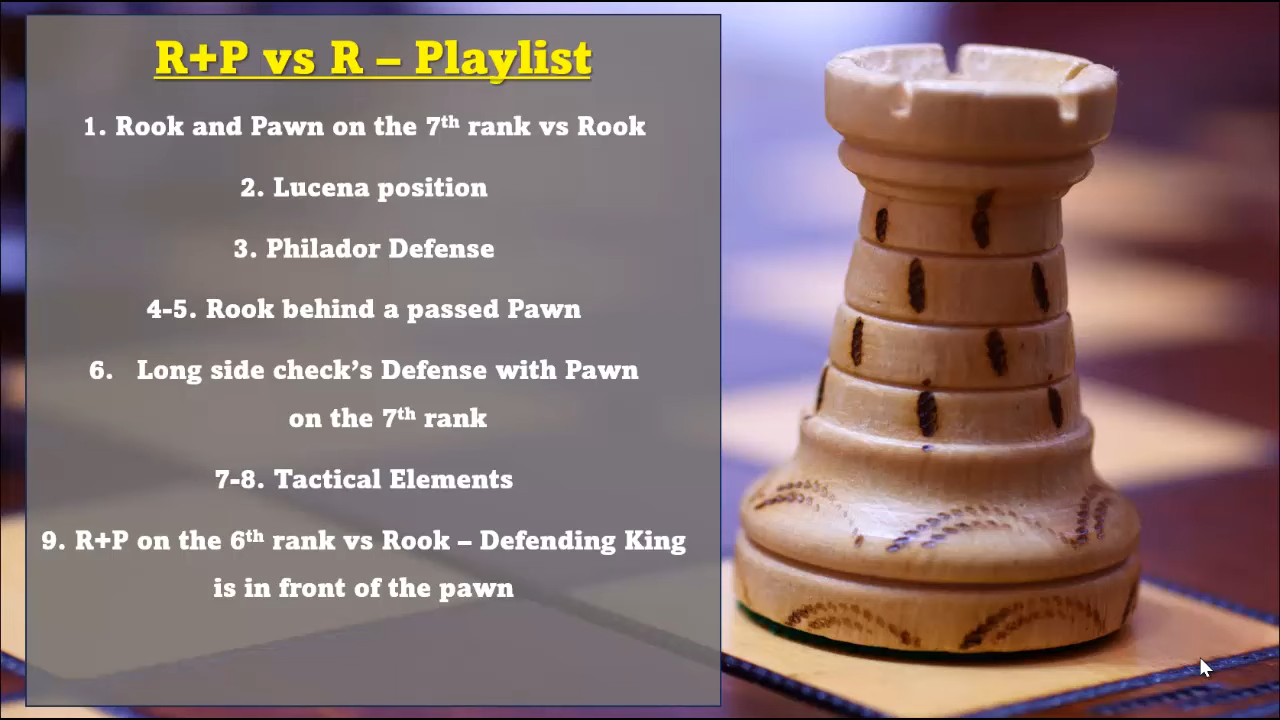 R+P vs R – Playlist
1. Rook and Pawn on the 7th rank vs Rook
2. Lucena position
3. Philador Defense
4-5. Rook behind a passed Pawn
6. Long side check’s Defense with Pawn
on the 7th rank
7-8. Tactical Elements
9. R+P on the 6th rank vs Rook – Defending King
is in front of the pawn